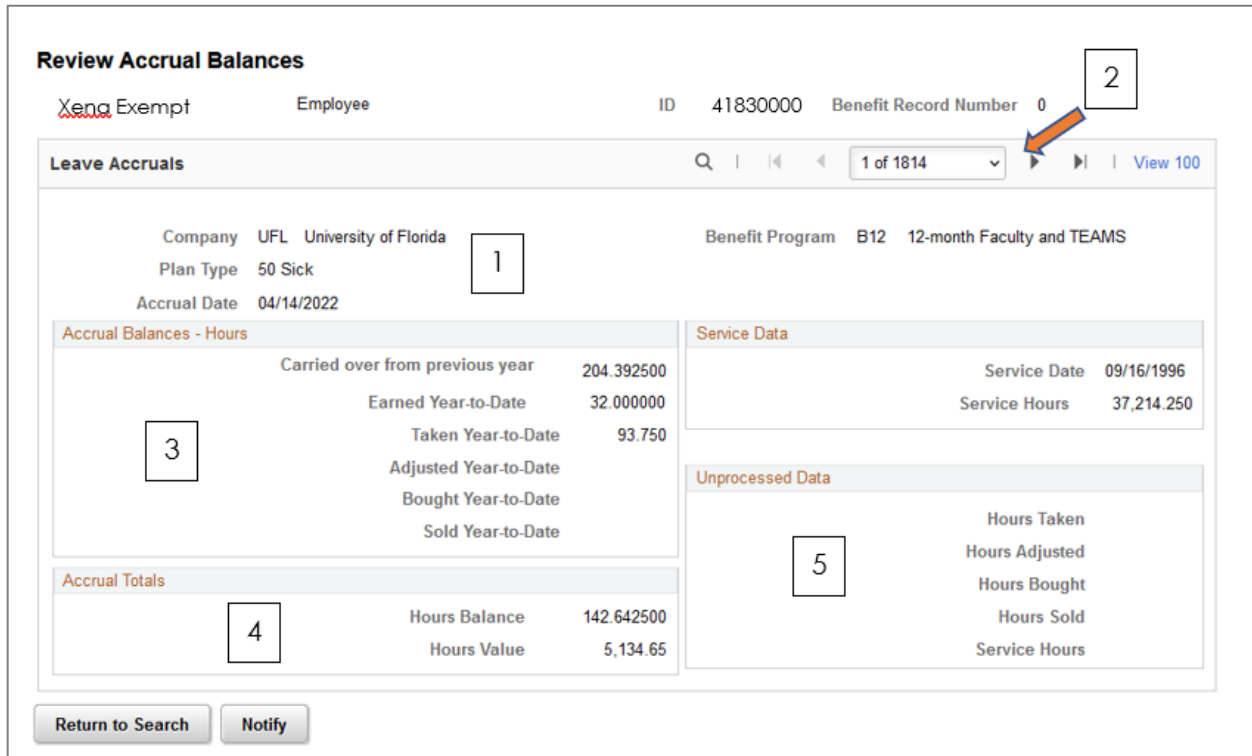 Review Accrual Balances
2
Xena Exempt Employee ID 41830000 Benefit Record Number 0
Leave Accruals 1 of 1814 View 100
Company UFL University of Florida Benefit Program B12 12-month Faculty and TEAMS
1
Plan Type 50 Sick
Accrual Date 04/14/2022
Accrual Balances - Hours
Carried over from previous year 204.392500
Earned Year-to-Date 32.000000
Taken Year-to-Date 93.750
3
Adjusted Year-to-Date
Bought Year-to-Date
Sold Year-to-Date
Service Data
Service Date 09/16/1996
Service Hours 37,214.250
Accrual Totals
4
Hours Balance 142.642500
Hours Value 5,134.65
Unprocessed Data
Hours Taken
Hours Adjusted
5
Hours Bought
Hours Sold
Service Hours
Return to Search Notify